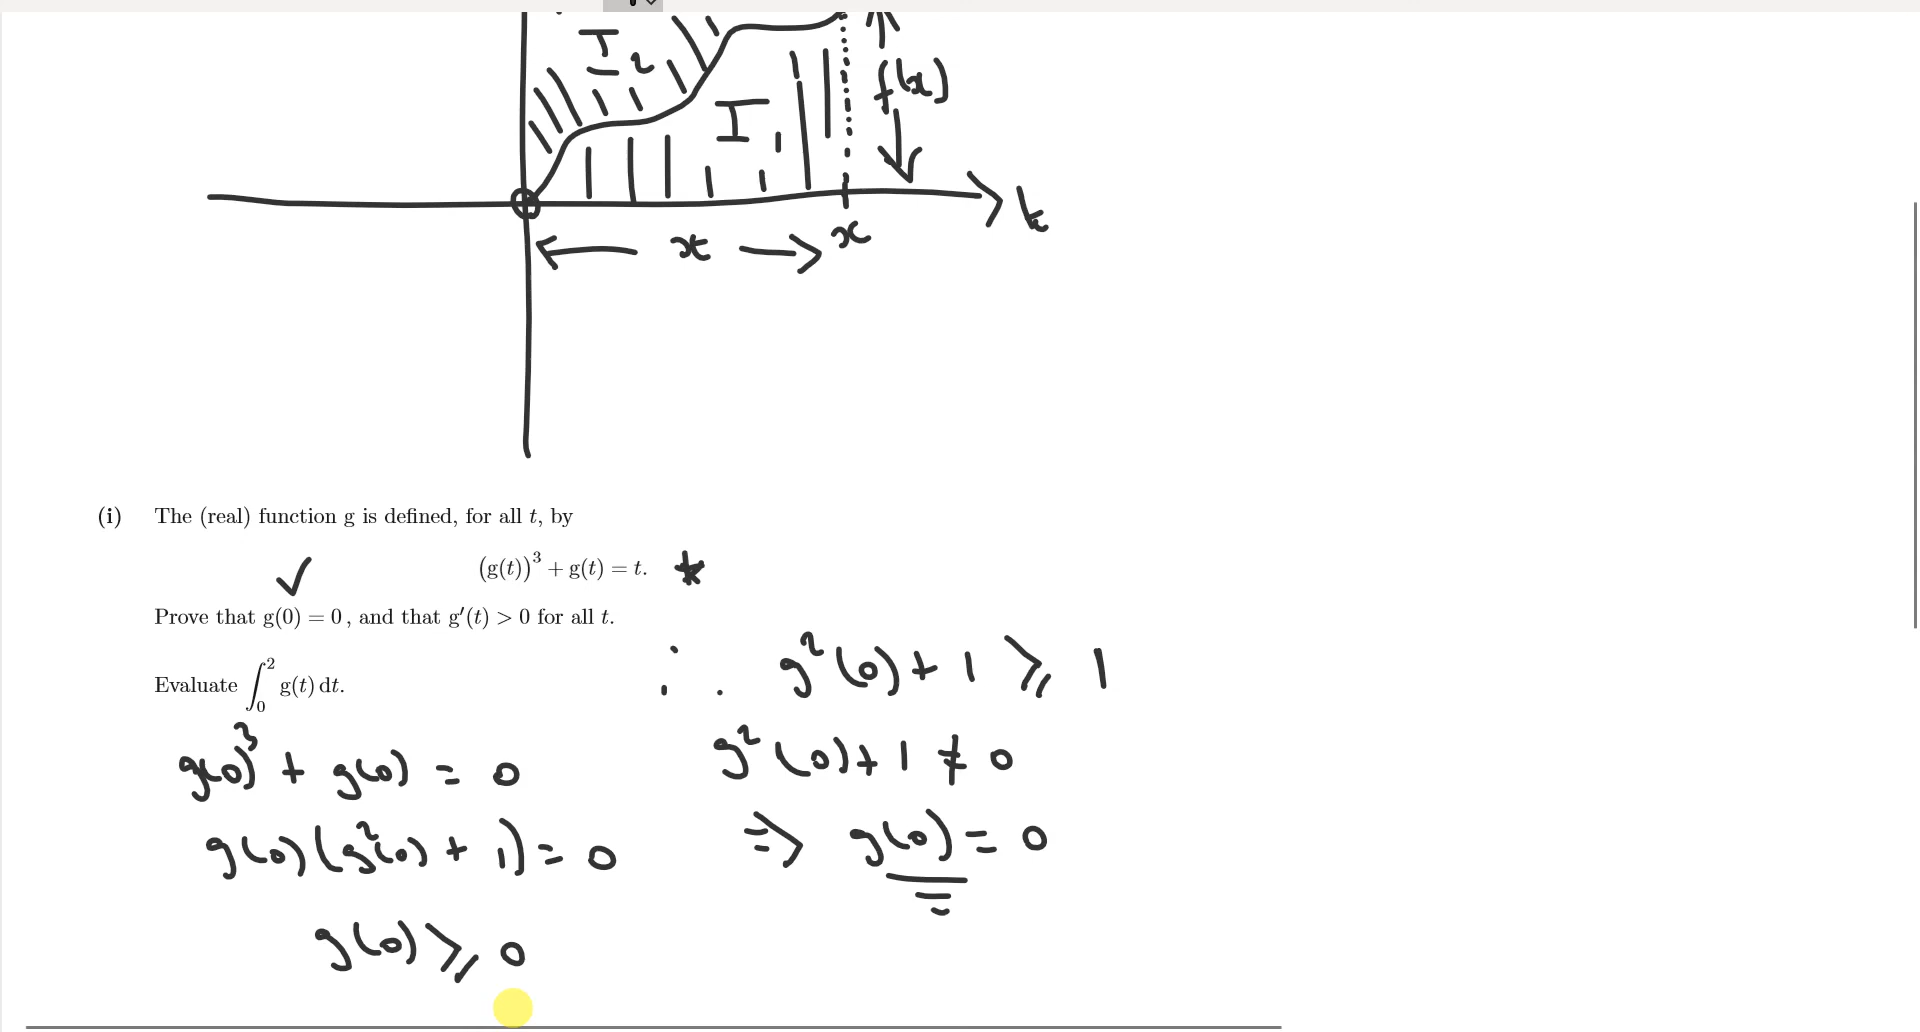 I₂
f(x)
I₁
t
x
x
(i) The (real) function g is defined, for all t, by
(g(t))³ + g(t) = t. *
✓
Prove that g(0) = 0, and that g′(t) > 0 for all t.
Evaluate ∫₀² g(t) dt.
g(0)³ + g(0) = 0
g(0)(g²(0) + 1) = 0
g(0) ⩾ 0
∴ g²(0) + 1 ⩾ 1
g²(0) + 1 ≠ 0
⇒ g(0) = 0